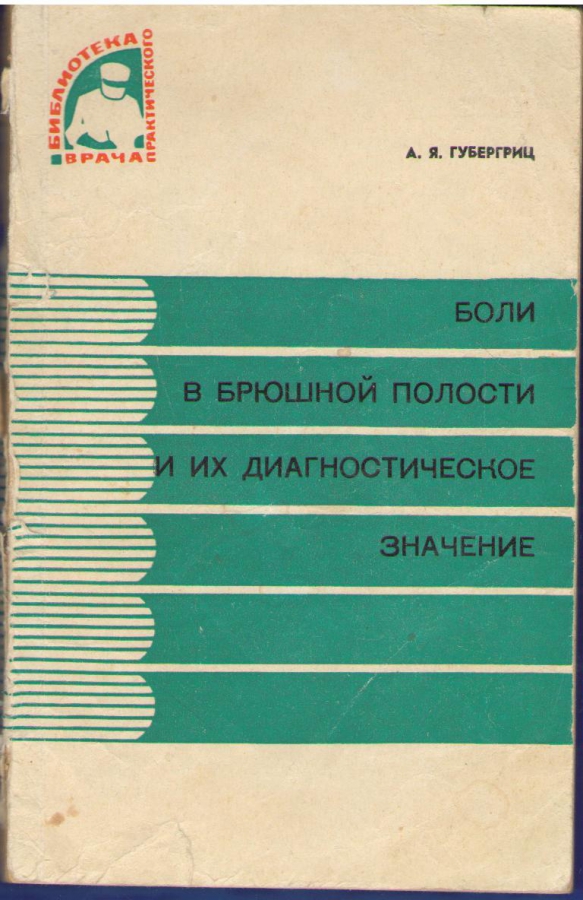 БИБЛИОТЕКА
ПРАКТИЧЕСКОГО
ВРАЧА
А. Я. ГУБЕРГРИЦ
БОЛИ
В БРЮШНОЙ ПОЛОСТИ
И ИХ ДИАГНОСТИЧЕСКОЕ
ЗНАЧЕНИЕ